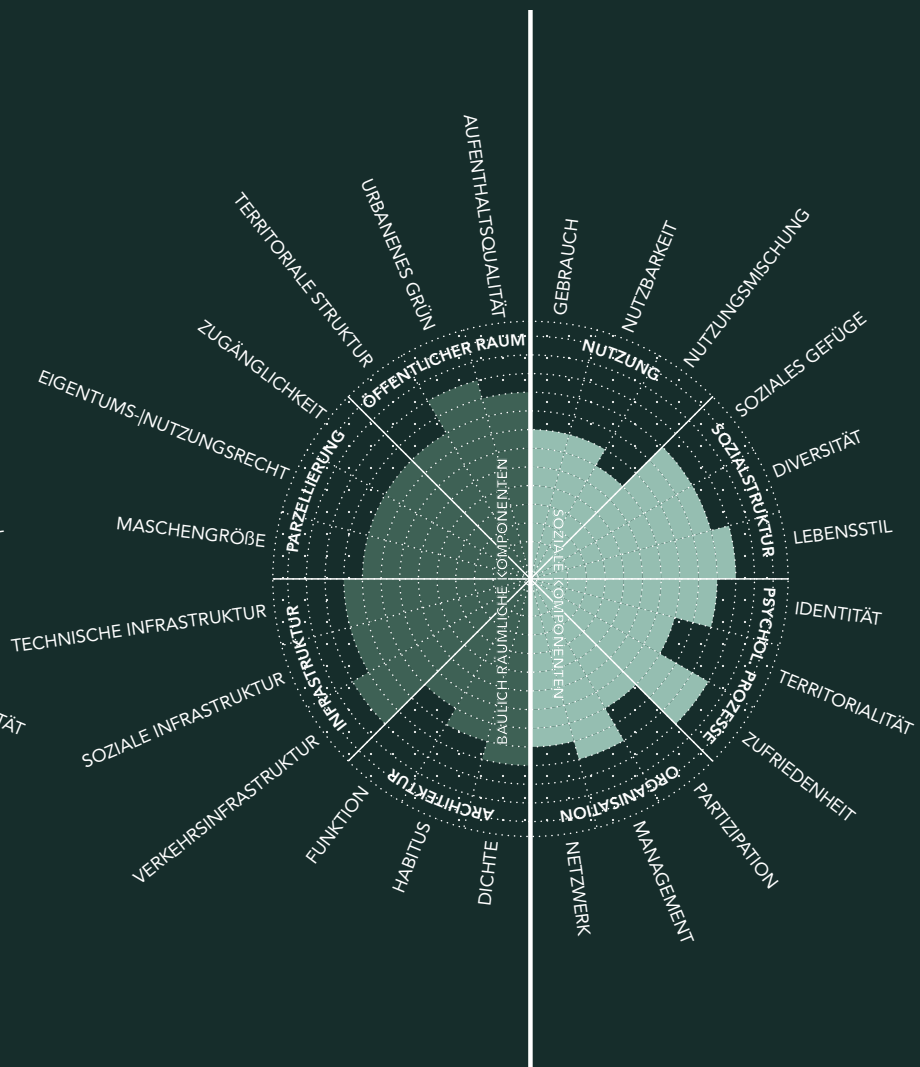 AUFENTHALTSQUALITÄT
URBANENES GRÜN
TERRITORIALE STRUKTUR
ZUGÄNGLICHKEIT
EIGENTUMS-|NUTZUNGSRECHT
MASCHENGRÖßE
TECHNISCHE INFRASTRUKTUR
SOZIALE INFRASTRUKTUR
VERKEHRSINFRASTRUKTUR
FUNKTION
HABITUS
DICHTE
GEBRAUCH
NUTZBARKEIT
NUTZUNGSMISCHUNG
SOZIALES GEFÜGE
DIVERSITÄT
LEBENSSTIL
IDENTITÄT
TERRITORIALITÄT
ZUFRIEDENHEIT
PARTIZIPATION
MANAGEMENT
NETZWERK
ÖFFENTLICHER RAUM
PARZELLIERUNG
INFRASTRUKTUR
ARCHITEKTUR
NUTZUNG
SOZIALSTRUKTUR
PSYCHOL. PROZESSE
ORGANISATION
BAULICH-RÄUMLICHE KOMPONENTEN
SOZIALE KOMPONENTEN
TÄT